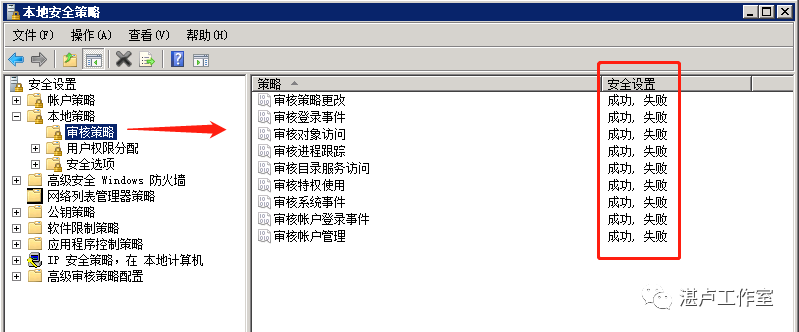 本地安全策略
文件(F) 操作(A) 查看(V) 帮助(H)
安全设置
帐户策略
本地策略
审核策略
用户权限分配
安全选项
高级安全 Windows 防火墙
网络列表管理器策略
公钥策略
软件限制策略
应用程序控制策略
IP 安全策略，在 本地计算机
高级审核策略配置
策略 安全设置
审核策略更改 成功, 失败
审核登录事件 成功, 失败
审核对象访问 成功, 失败
审核进程跟踪 成功, 失败
审核目录服务访问 成功, 失败
审核特权使用 成功, 失败
审核系统事件 成功, 失败
审核帐户登录事件 成功, 失败
审核帐户管理 成功, 失败
湛卢工作室